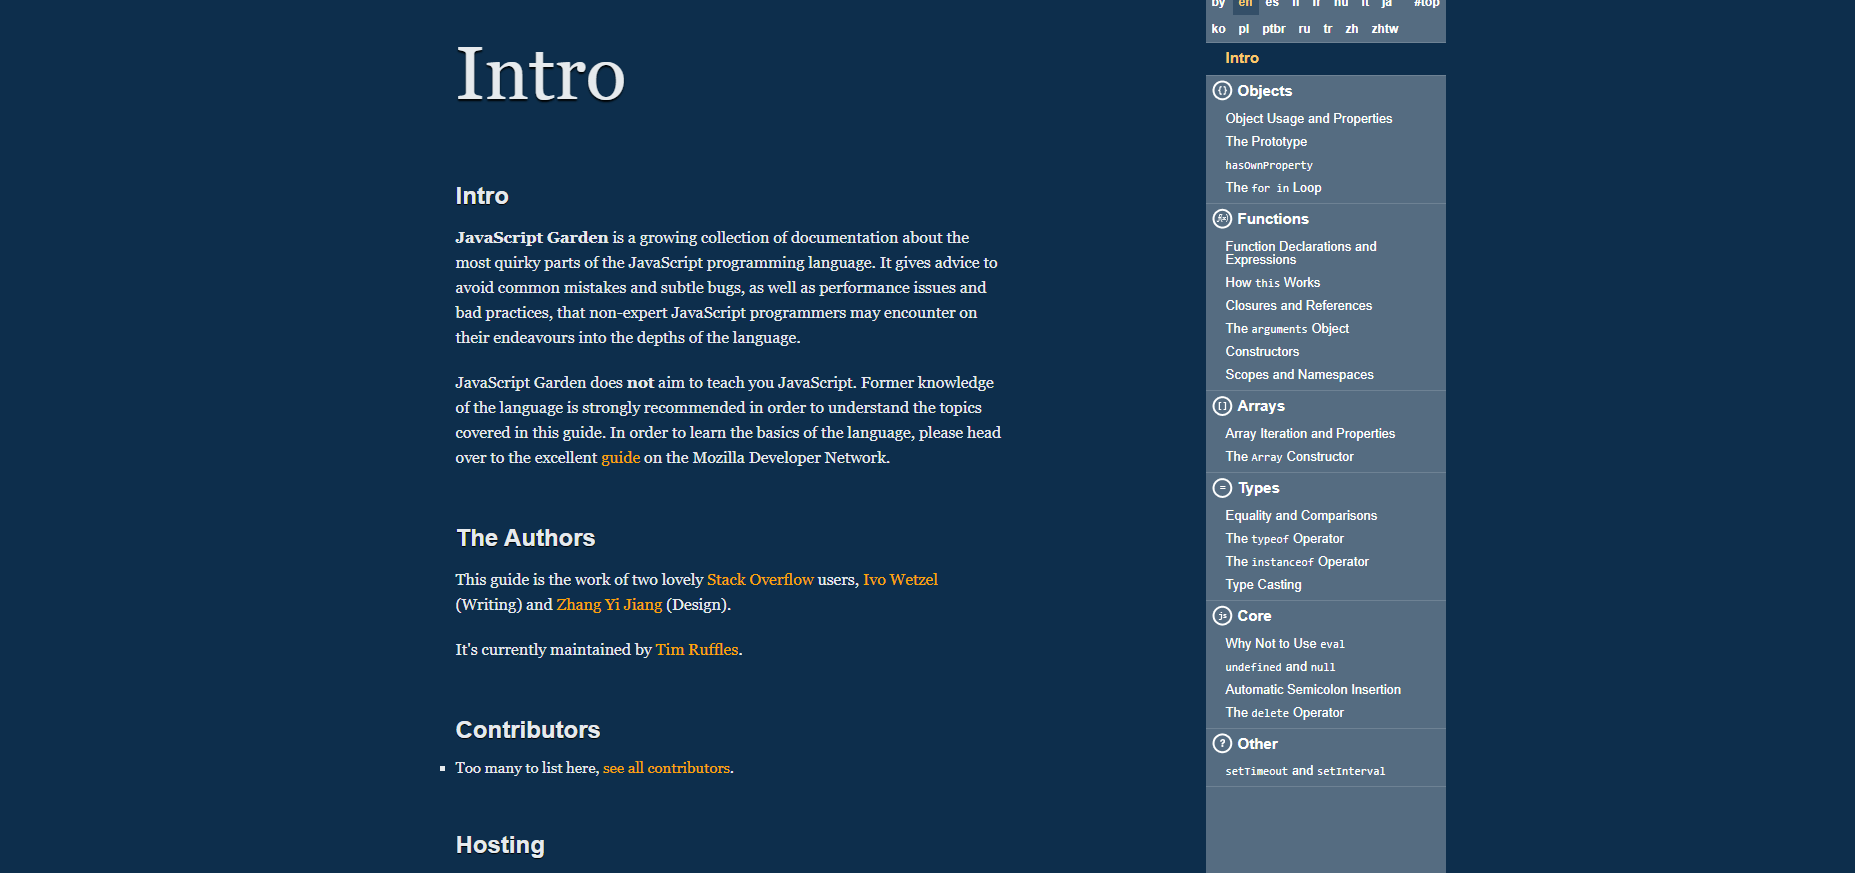 Intro
Intro
JavaScript Garden is a growing collection of documentation about the
most quirky parts of the JavaScript programming language. It gives advice to
avoid common mistakes and subtle bugs, as well as performance issues and
bad practices, that non-expert JavaScript programmers may encounter on
their endeavours into the depths of the language.
JavaScript Garden does not aim to teach you JavaScript. Former knowledge
of the language is strongly recommended in order to understand the topics
covered in this guide. In order to learn the basics of the language, please head
over to the excellent guide on the Mozilla Developer Network.
The Authors
This guide is the work of two lovely Stack Overflow users, Ivo Wetzel
(Writing) and Zhang Yi Jiang (Design).
It's currently maintained by Tim Ruffles.
Contributors
Too many to list here, see all contributors.
Hosting
by en es fi fr hu it ja #top
ko pl ptbr ru tr zh zhtw
Intro
{} Objects
Object Usage and Properties
The Prototype
hasOwnProperty
The for in Loop
f(x) Functions
Function Declarations and
Expressions
How this Works
Closures and References
The arguments Object
Constructors
Scopes and Namespaces
[] Arrays
Array Iteration and Properties
The Array Constructor
= Types
Equality and Comparisons
The typeof Operator
The instanceof Operator
Type Casting
js Core
Why Not to Use eval
undefined and null
Automatic Semicolon Insertion
The delete Operator
? Other
setTimeout and setInterval